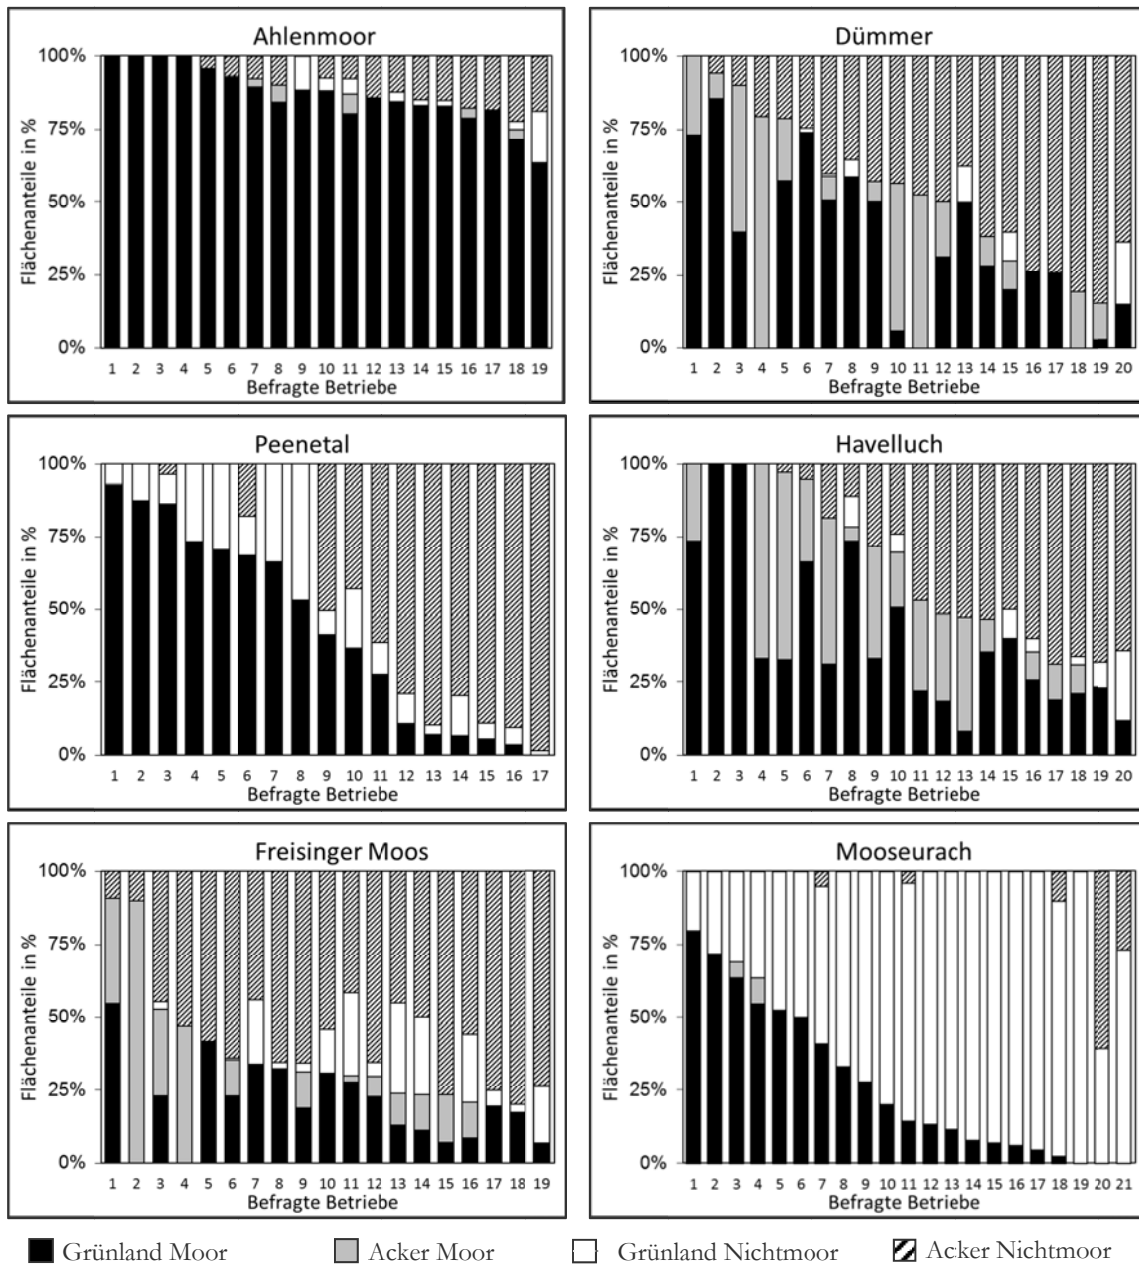 Ahlenmoor
Flächenanteile in %
100%
75%
50%
25%
0%
1 2 3 4 5 6 7 8 9 10 11 12 13 14 15 16 17 18 19
Befragte Betriebe
Dümmer
Flächenanteile in %
100%
75%
50%
25%
0%
1 2 3 4 5 6 7 8 9 10 11 12 13 14 15 16 17 18 19 20
Befragte Betriebe
Peenetal
Flächenanteile in %
100%
75%
50%
25%
0%
1 2 3 4 5 6 7 8 9 10 11 12 13 14 15 16 17
Befragte Betriebe
Havelluch
Flächenanteile in %
100%
75%
50%
25%
0%
1 2 3 4 5 6 7 8 9 10 11 12 13 14 15 16 17 18 19 20
Befragte Betriebe
Freisinger Moos
Flächenanteile in %
100%
75%
50%
25%
0%
1 2 3 4 5 6 7 8 9 10 11 12 13 14 15 16 17 18 19
Befragte Betriebe
Mooseurach
Flächenanteile in %
100%
75%
50%
25%
0%
1 2 3 4 5 6 7 8 9 10 11 12 13 14 15 16 17 18 19 20 21
Befragte Betriebe
Grünland Moor Acker Moor Grünland Nichtmoor Acker Nichtmoor